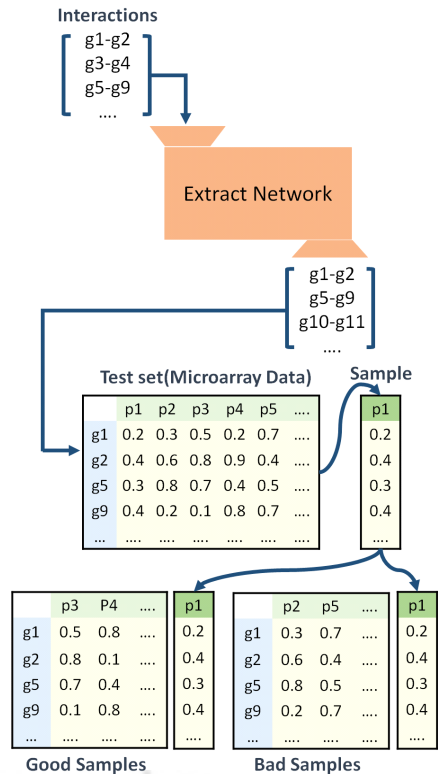 Interactions
g1-g2
g3-g4
g5-g9
....
Extract Network
g1-g2
g5-g9
g10-g11
....
Test set(Microarray Data)
p1 p2 p3 p4 p5 ....
g1 0.2 0.3 0.5 0.2 0.7 ....
g2 0.4 0.6 0.8 0.9 0.4 ....
g5 0.3 0.8 0.7 0.4 0.5 ....
g9 0.4 0.2 0.1 0.8 0.7 ....
... .... .... .... .... .... ....
Sample
p1
0.2
0.4
0.3
0.4
....
p3 P4 ....
g1 0.5 0.8 ....
g2 0.8 0.1 ....
g5 0.7 0.4 ....
g9 0.1 0.8 ....
... .... .... ....
p1
0.2
0.4
0.3
0.4
....
Good Samples
p2 p5 ....
g1 0.3 0.7 ....
g2 0.6 0.4 ....
g5 0.8 0.5 ....
g9 0.2 0.7 ....
... .... .... ....
p1
0.2
0.4
0.3
0.4
....
Bad Samples